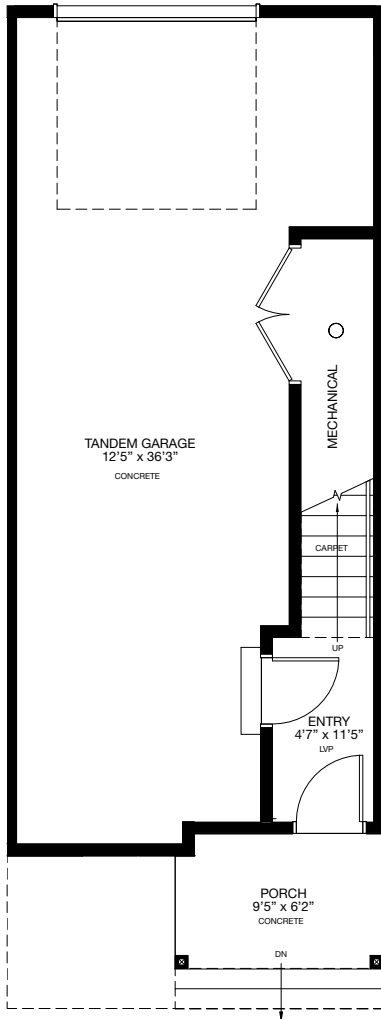 MECHANICAL
TANDEM GARAGE
12'5" x 36'3"
CONCRETE
CARPET
UP
ENTRY
4'7" x 11'5"
LVP
PORCH
9'5" x 6'2"
CONCRETE
DN